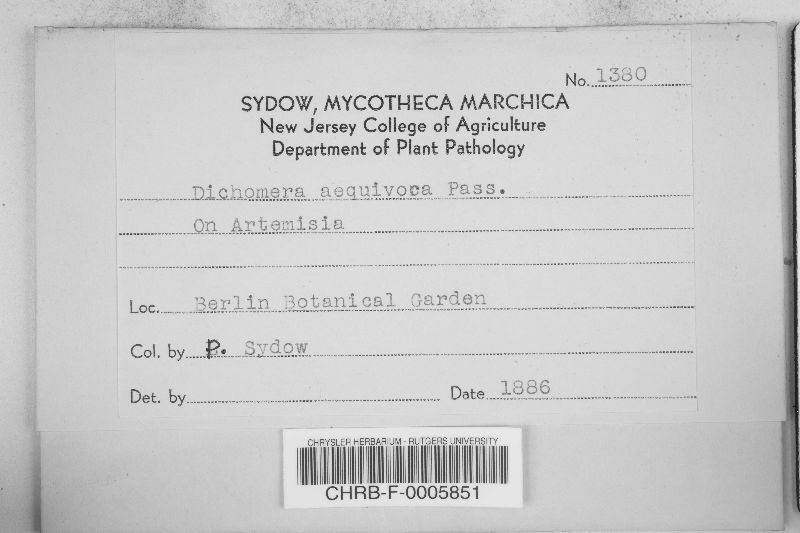 No. 1380
SYDOW, MYCOTHECA MARCHICA
New Jersey College of Agriculture
Department of Plant Pathology
Dichomera aequivoca Pass.
On Artemisia
Loc. Berlin Botanical Garden
Col. by P. Sydow
Det. by Date 1886
CHRYSLER HERBARIUM - RUTGERS UNIVERSITY
CHRB-F-0005851